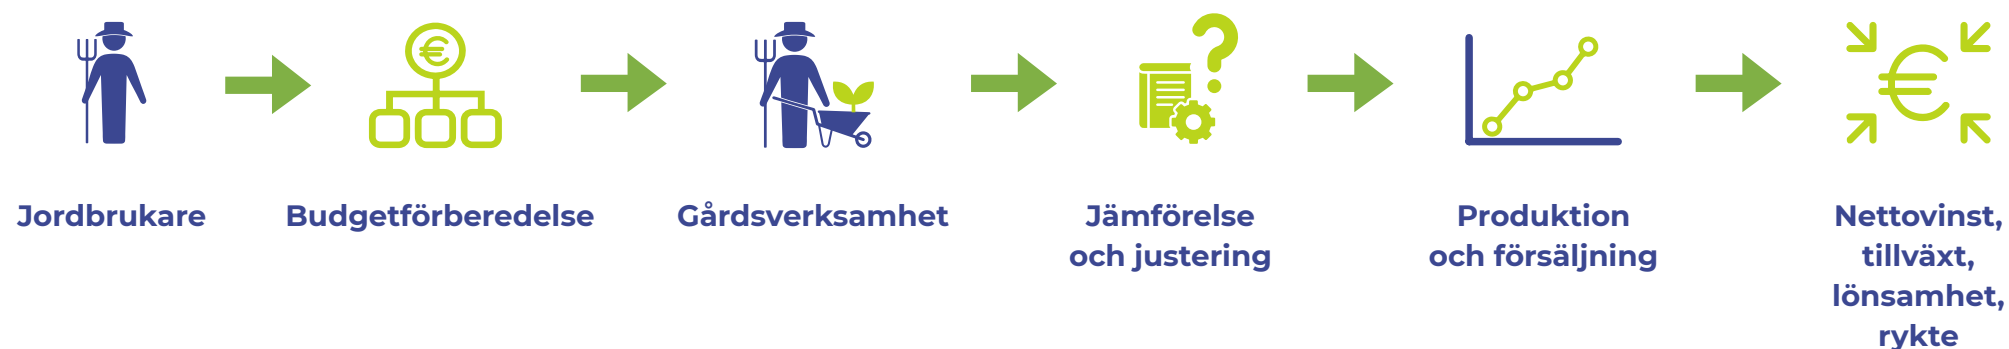 Jordbrukare
Budgetförberedelse
Gårdsverksamhet
Jämförelse
och justering
Produktion
och försäljning
Nettovinst,
tillväxt,
lönsamhet,
rykte